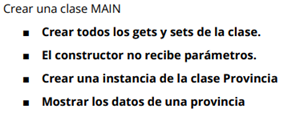 Crear una clase MAIN
▪ Crear todos los gets y sets de la clase.
▪ El constructor no recibe parámetros.
▪ Crear una instancia de la clase Provincia
▪ Mostrar los datos de una provincia